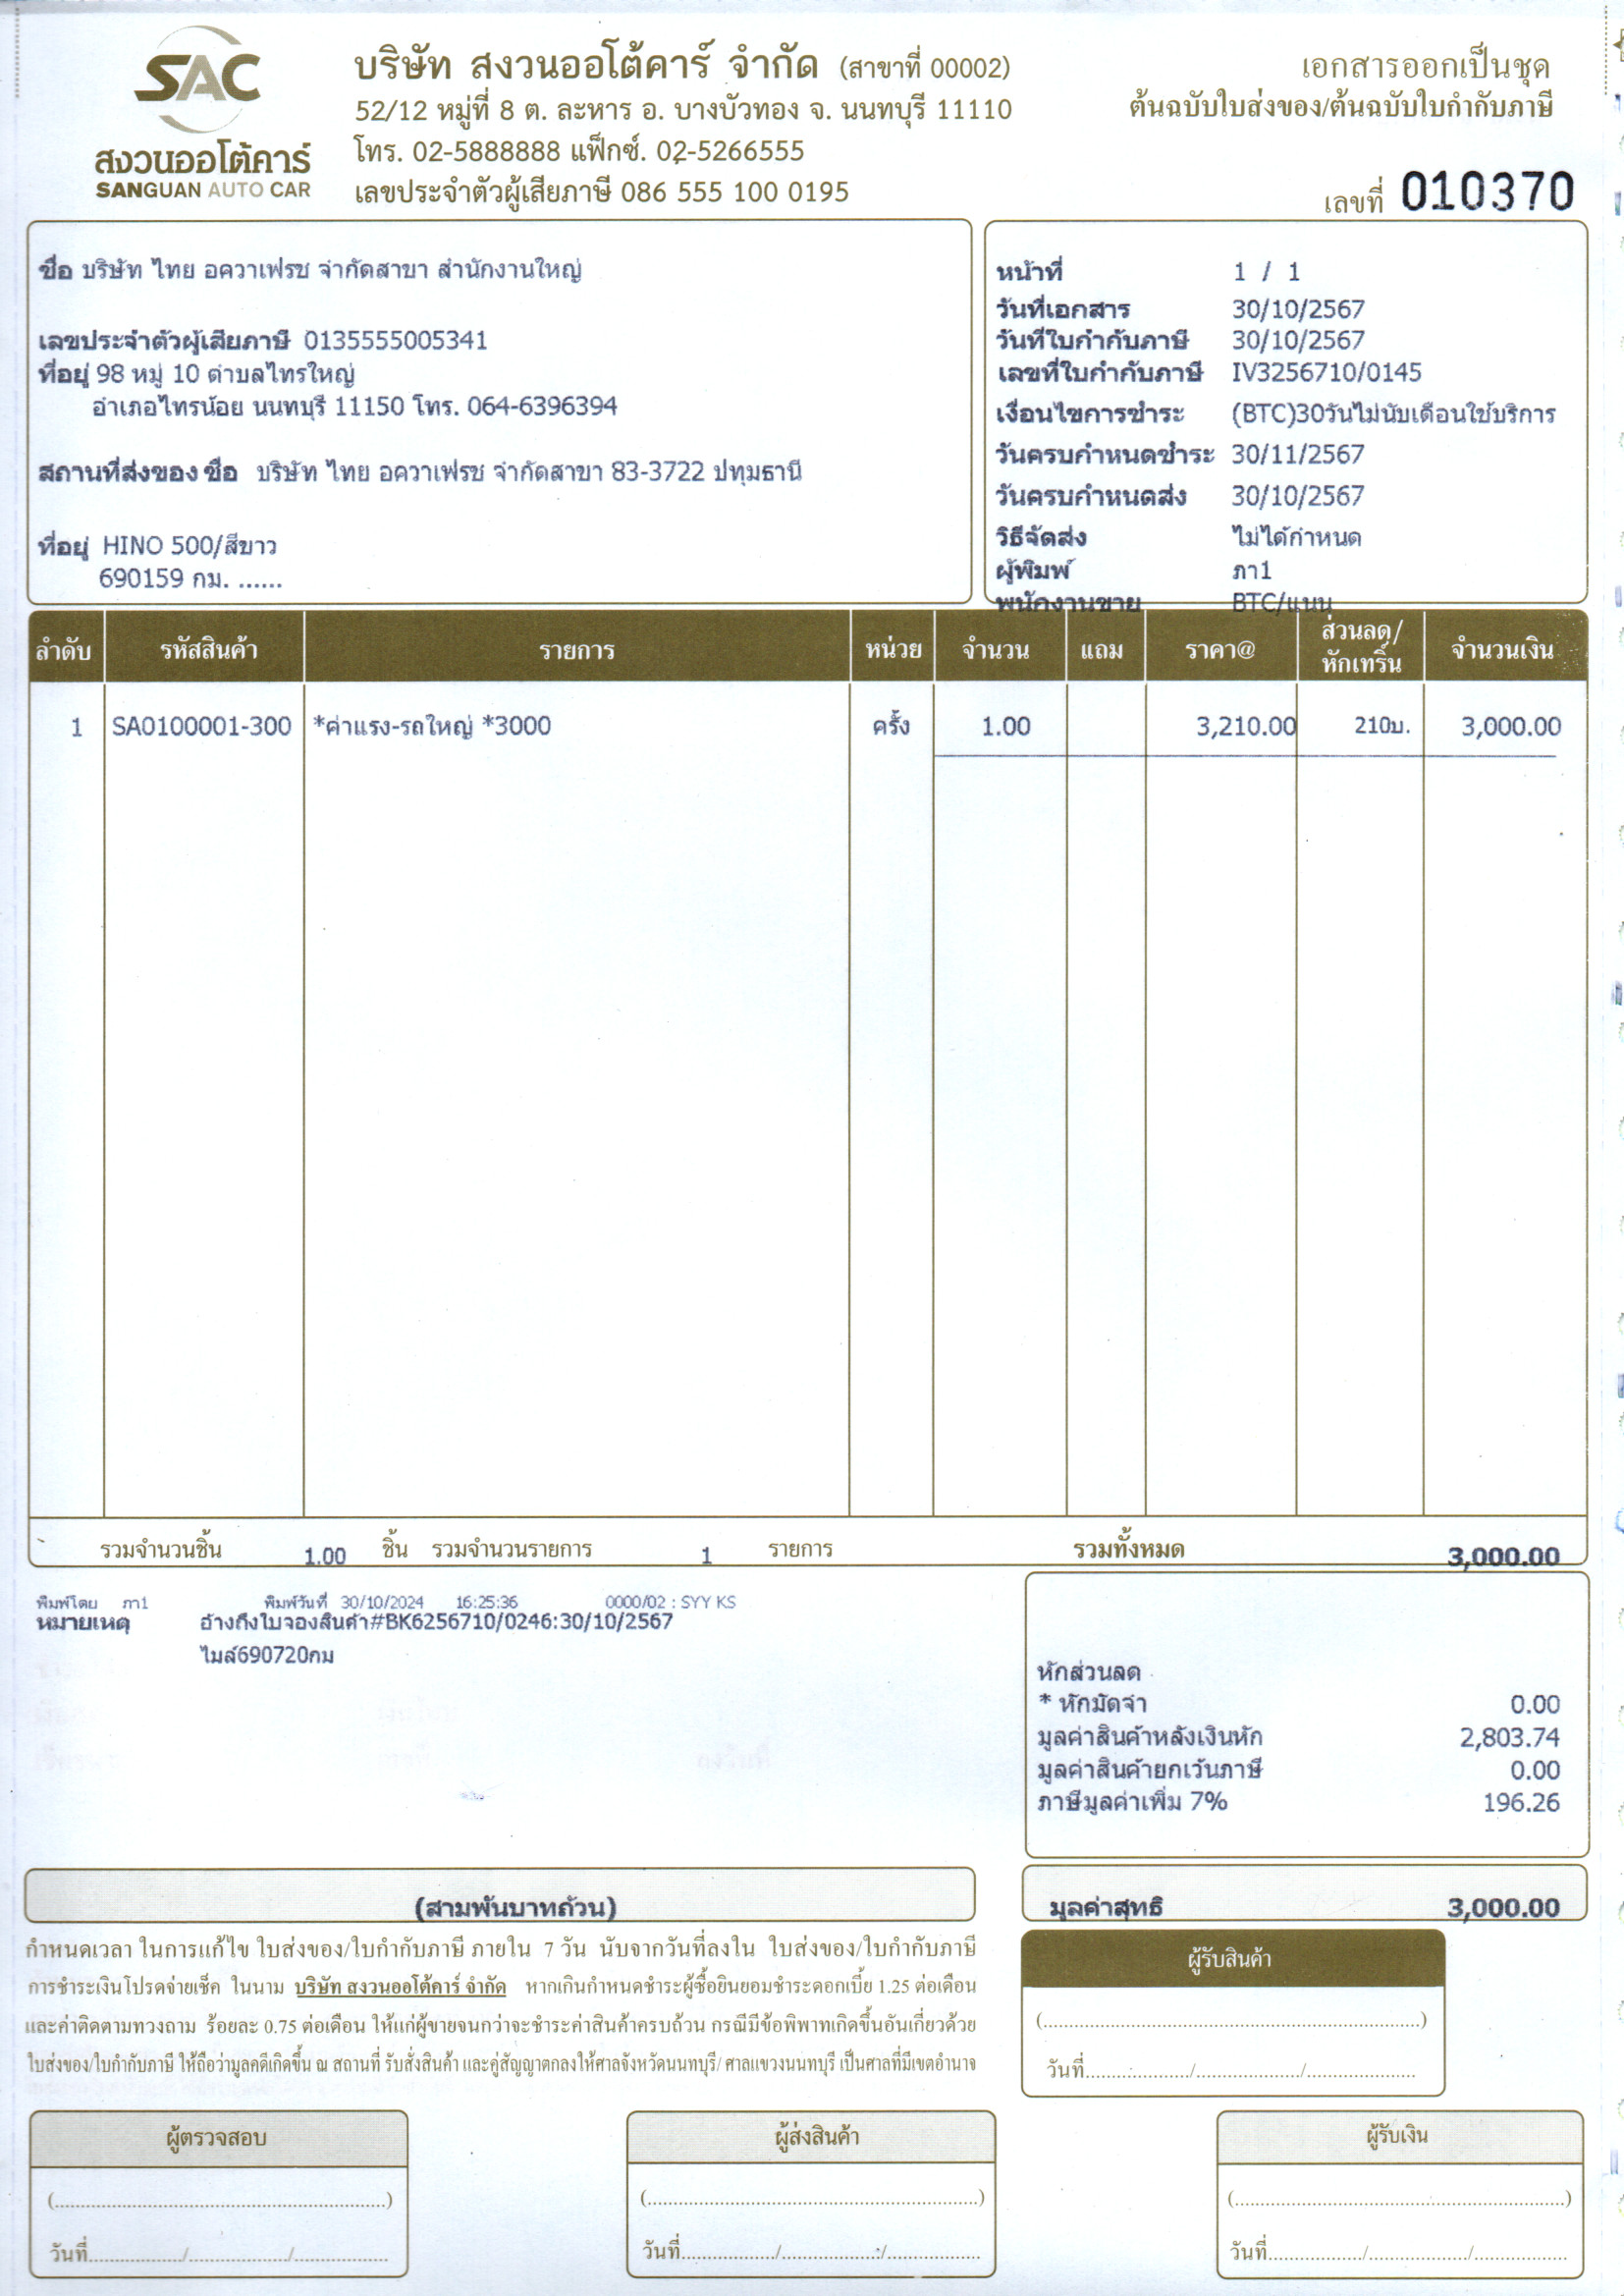 SAC
สงวนออโต้คาร์
SANGUAN AUTO CAR
บริษัท สงวนออโต้คาร์ จำกัด (สาขาที่ 00002)
52/12 หมู่ที่ 8 ต. ละหาร อ. บางบัวทอง จ. นนทบุรี 11110
โทร. 02-5888888 แฟ็กซ์. 02-5266555
เลขประจำตัวผู้เสียภาษี 086 555 100 0195
เอกสารออกเป็นชุด
ต้นฉบับใบส่งของ/ต้นฉบับใบกำกับภาษี
เลขที่ 010370
ชื่อ บริษัท ไทย อควาเฟรช จำกัดสาขา สำนักงานใหญ่
เลขประจำตัวผู้เสียภาษี 0135555005341
ที่อยู่ 98 หมู่ 10 ตำบลไทรใหญ่
อำเภอไทรน้อย นนทบุรี 11150 โทร. 064-6396394
สถานที่ส่งของ ชื่อ บริษัท ไทย อควาเฟรช จำกัดสาขา 83-3722 ปทุมธานี
ที่อยู่ HINO 500/สีขาว
690159 กม. ......
หน้าที่ 1 / 1
วันที่เอกสาร 30/10/2567
วันที่ใบกำกับภาษี 30/10/2567
เลขที่ใบกำกับภาษี IV3256710/0145
เงื่อนไขการชำระ (BTC)30วันไม่นับเดือนใช้บริการ
วันครบกำหนดชำระ 30/11/2567
วันครบกำหนดส่ง 30/10/2567
วิธีจัดส่ง ไม่ได้กำหนด
ผู้พิมพ์ ภา1
พนักงานขาย BTC/แนน
ลำดับ รหัสสินค้า รายการ หน่วย จำนวน แถม ราคา@ ส่วนลด/หักเทริ์น จำนวนเงิน
1 SA0100001-300 *ค่าแรง-รถใหญ่ *3000 ครั้ง 1.00 3,210.00 210บ. 3,000.00
รวมจำนวนชิ้น 1.00 ชิ้น รวมจำนวนรายการ 1 รายการ รวมทั้งหมด 3,000.00
พิมพ์โดย ภา1 พิมพ์วันที่ 30/10/2024 16:25:36 0000/02 : SYY KS
หมายเหตุ อ้างถึงใบจองสินค้า#BK6256710/0246:30/10/2567
ไมล์690720กม
หักส่วนลด
* หักมัดจำ 0.00
มูลค่าสินค้าหลังเงินหัก 2,803.74
มูลค่าสินค้ายกเว้นภาษี 0.00
ภาษีมูลค่าเพิ่ม 7% 196.26
(สามพันบาทถ้วน)
มูลค่าสุทธิ 3,000.00
กำหนดเวลา ในการแก้ไข ใบส่งของ/ใบกำกับภาษี ภายใน 7 วัน นับจากวันที่ลงใน ใบส่งของ/ใบกำกับภาษี
การชำระเงินโปรดจ่ายเช็ค ในนาม บริษัท สงวนออโต้คาร์ จำกัด หากเกินกำหนดชำระผู้ซื้อยินยอมชำระดอกเบี้ย 1.25 ต่อเดือน
และค่าติดตามทวงถาม ร้อยละ 0.75 ต่อเดือน ให้แก่ผู้ขายจนกว่าจะชำระค่าสินค้าครบถ้วน กรณีมีข้อพิพาทเกิดขึ้นอันเกี่ยวด้วย
ใบส่งของ/ใบกำกับภาษี ให้ถือว่ามูลคดีเกิดขึ้น ณ สถานที่ รับสั่งสินค้า และคู่สัญญาตกลงให้ศาลจังหวัดนนทบุรี/ ศาลแขวงนนทบุรี เป็นศาลที่มีเขตอำนาจ
ผู้รับสินค้า
(..............................)
วันที่............/............/............
ผู้ตรวจสอบ ผู้ส่งสินค้า ผู้รับเงิน
(..............................) (..............................) (..............................)
วันที่............/............/............ วันที่............/............/............ วันที่............/............/............